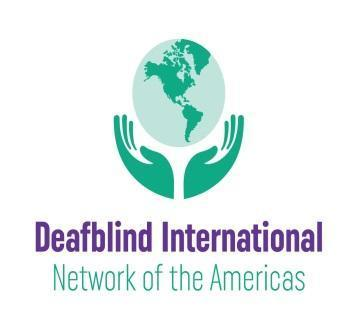 Deafblind International
Network of the Americas